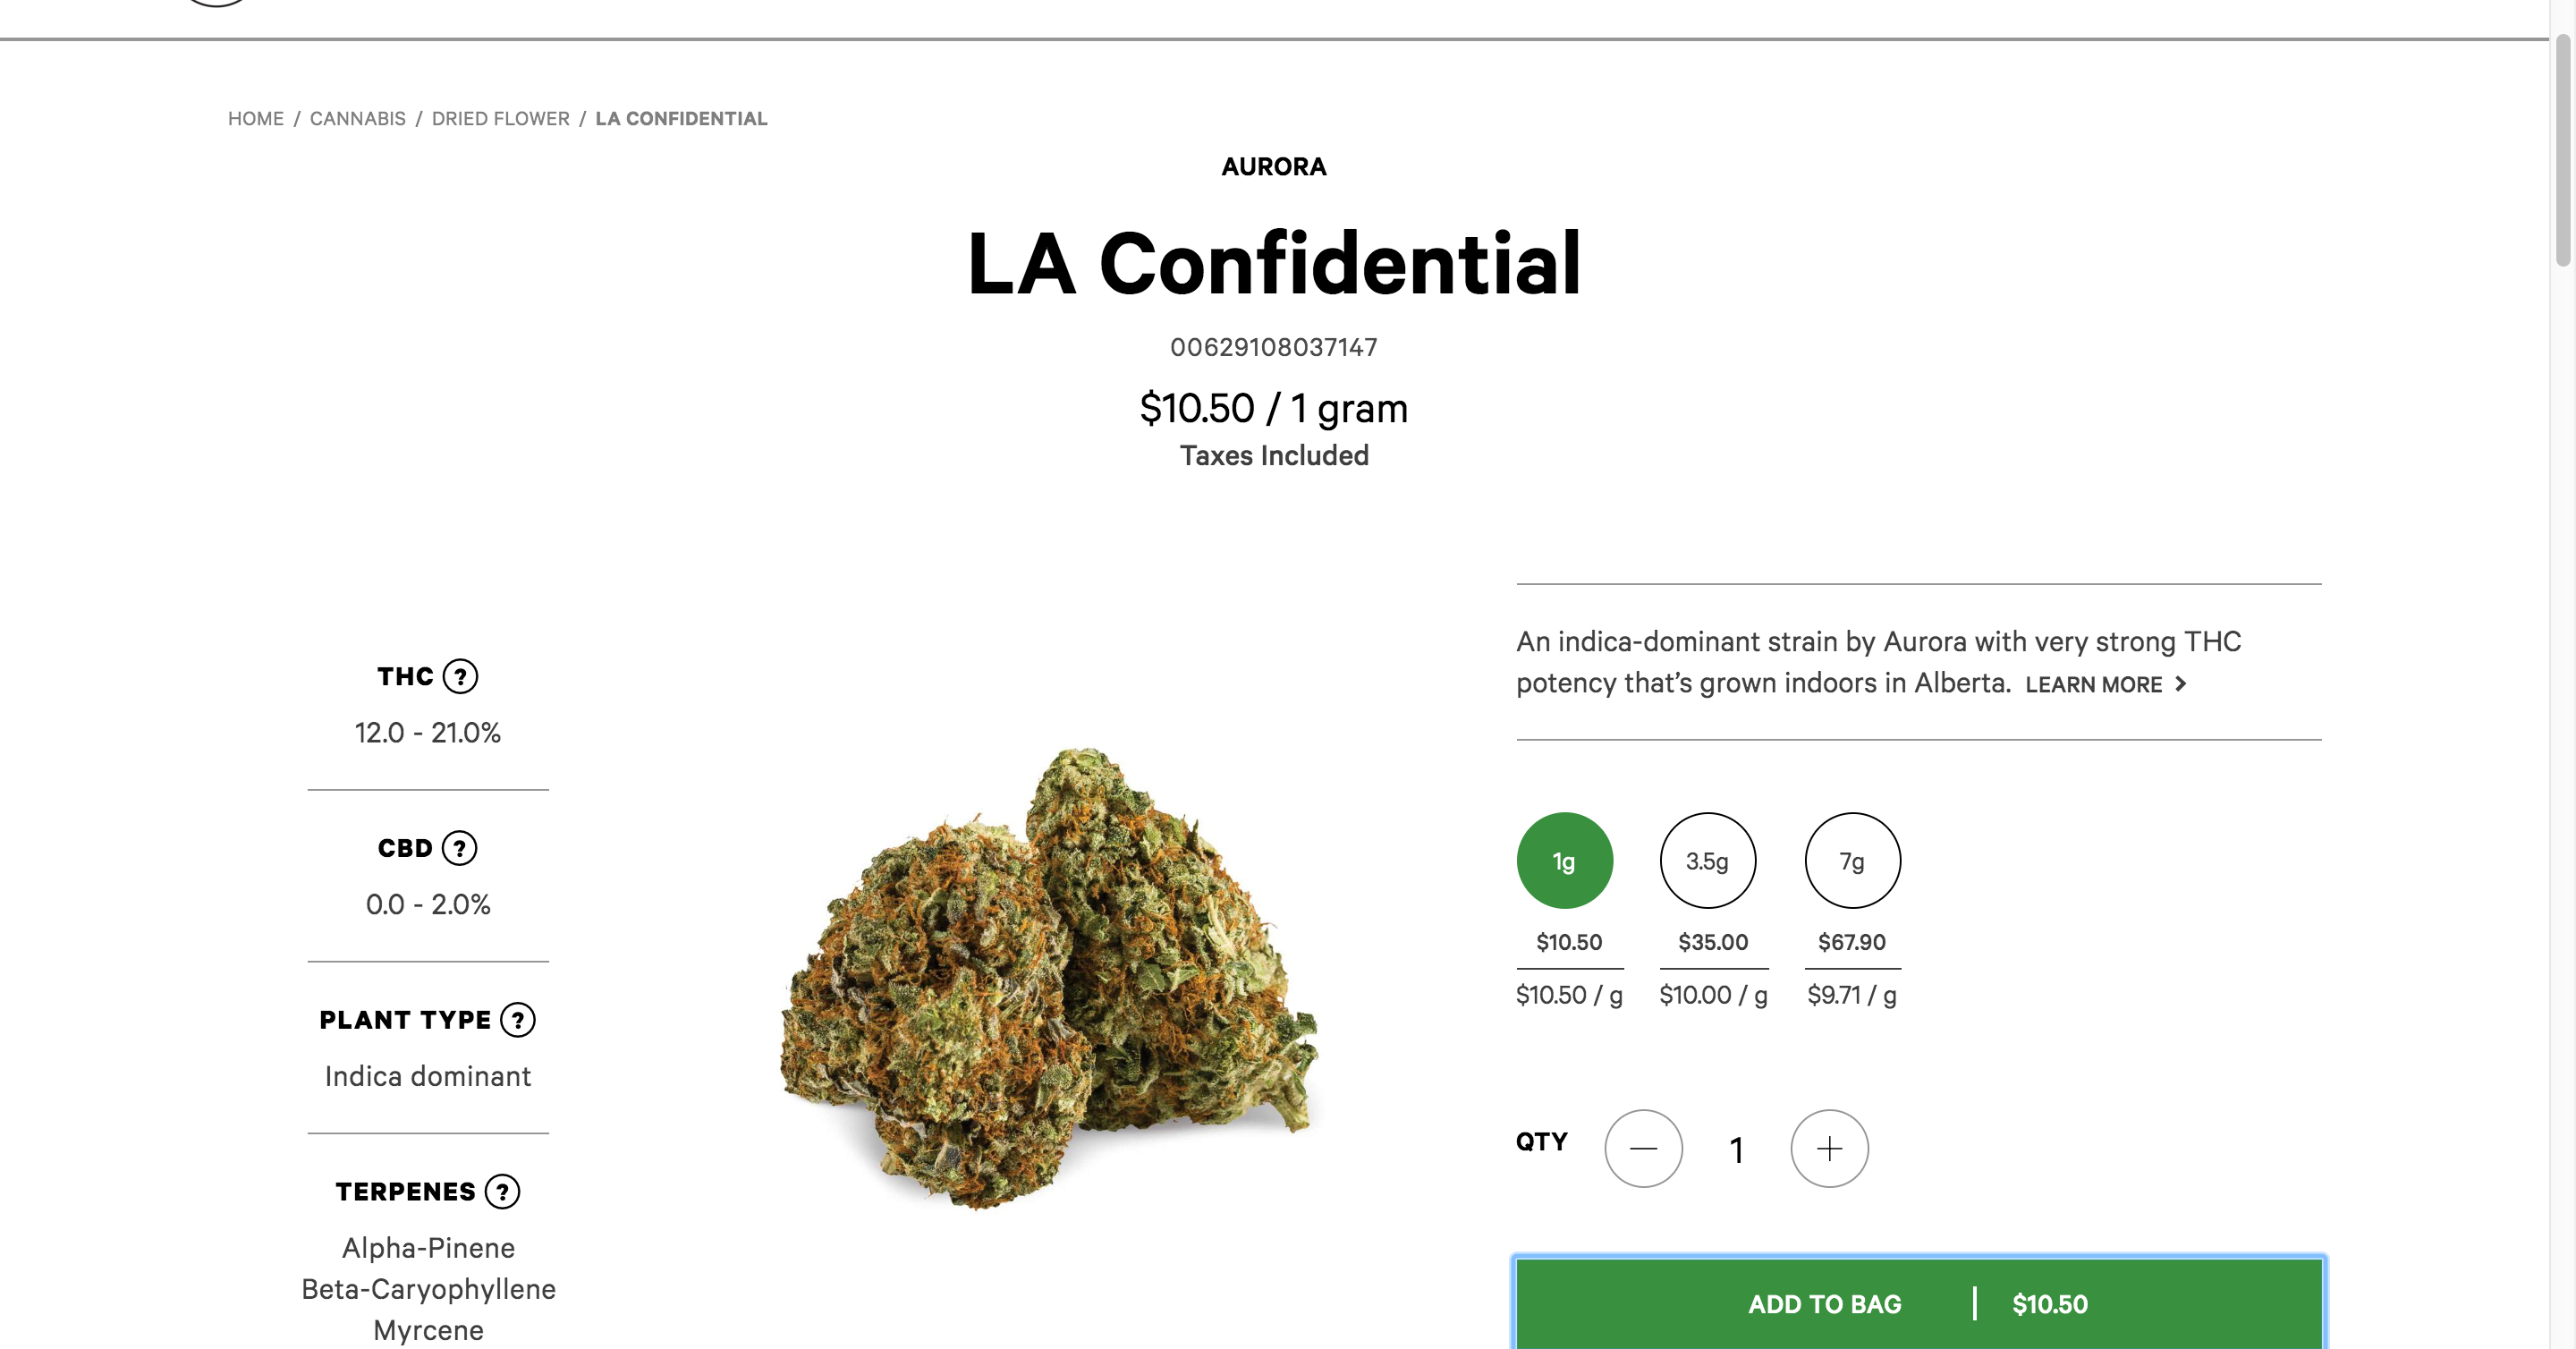 HOME / CANNABIS / DRIED FLOWER / LA CONFIDENTIAL
AURORA
LA Confidential
00629108037147
$10.50 / 1 gram
Taxes Included
THC ?
12.0 - 21.0%
CBD ?
0.0 - 2.0%
PLANT TYPE ?
Indica dominant
TERPENES ?
Alpha-Pinene
Beta-Caryophyllene
Myrcene
An indica-dominant strain by Aurora with very strong THC
potency that’s grown indoors in Alberta. LEARN MORE >
1g 3.5g 7g
$10.50 $35.00 $67.90
$10.50 / g $10.00 / g $9.71 / g
QTY — 1 +
ADD TO BAG | $10.50